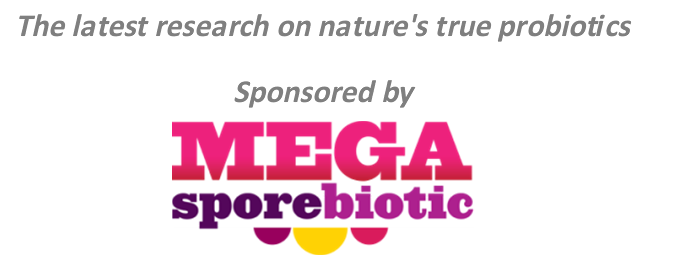 The latest research on nature's true probiotics
Sponsored by
MEGA
sporebiotic